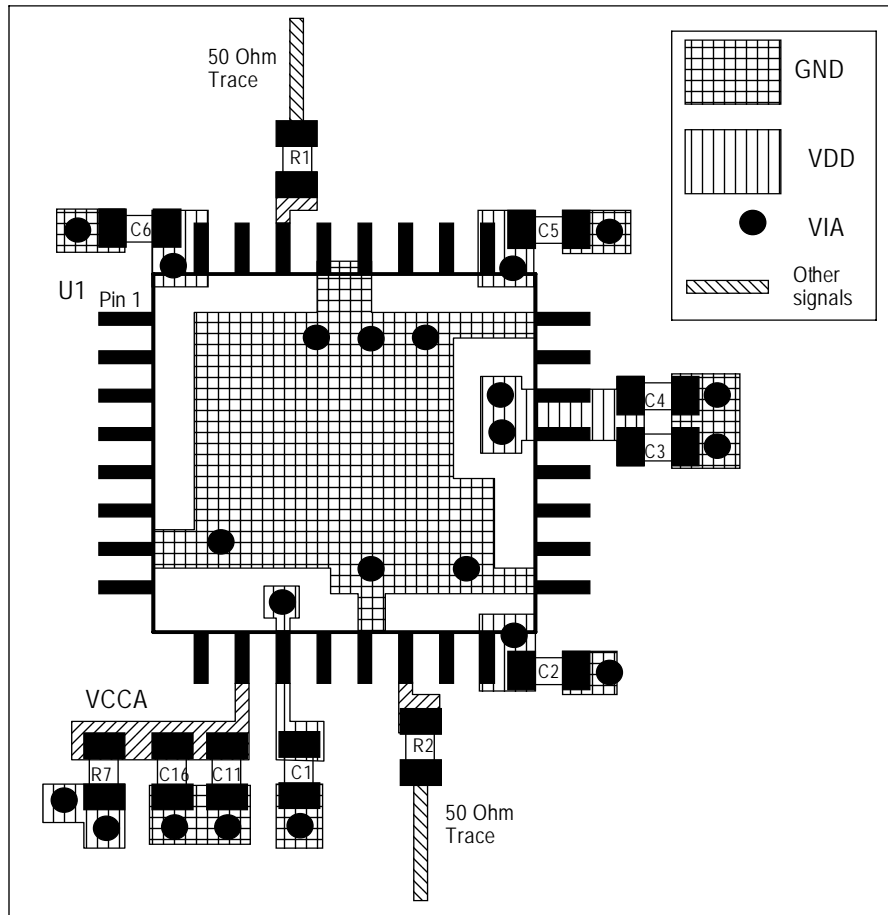 50 Ohm
Trace
GND
R1
VDD
C6
C5
VIA
U1
Pin 1
Other
signals
C4
C3
C2
VCCA
R2
R7
C16
C11
C1
50 Ohm
Trace